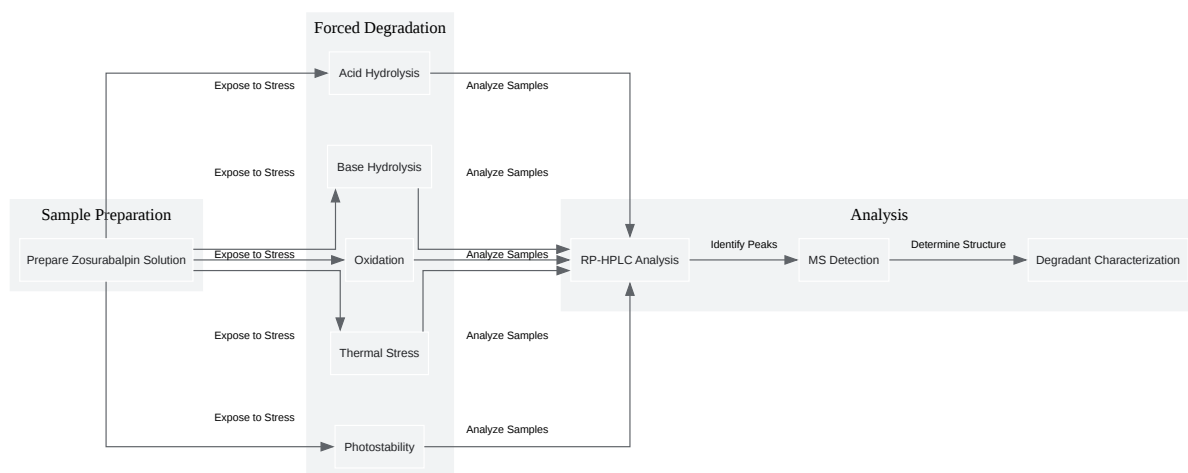 Forced Degradation
Acid Hydrolysis
Expose to Stress
Analyze Samples
Base Hydrolysis
Expose to Stress
Analyze Samples
Sample Preparation
Analysis
Prepare Zosurabalpin Solution
Expose to Stress
Oxidation
Analyze Samples
RP-HPLC Analysis
Identify Peaks
MS Detection
Determine Structure
Degradant Characterization
Expose to Stress
Thermal Stress
Analyze Samples
Expose to Stress
Photostability
Analyze Samples